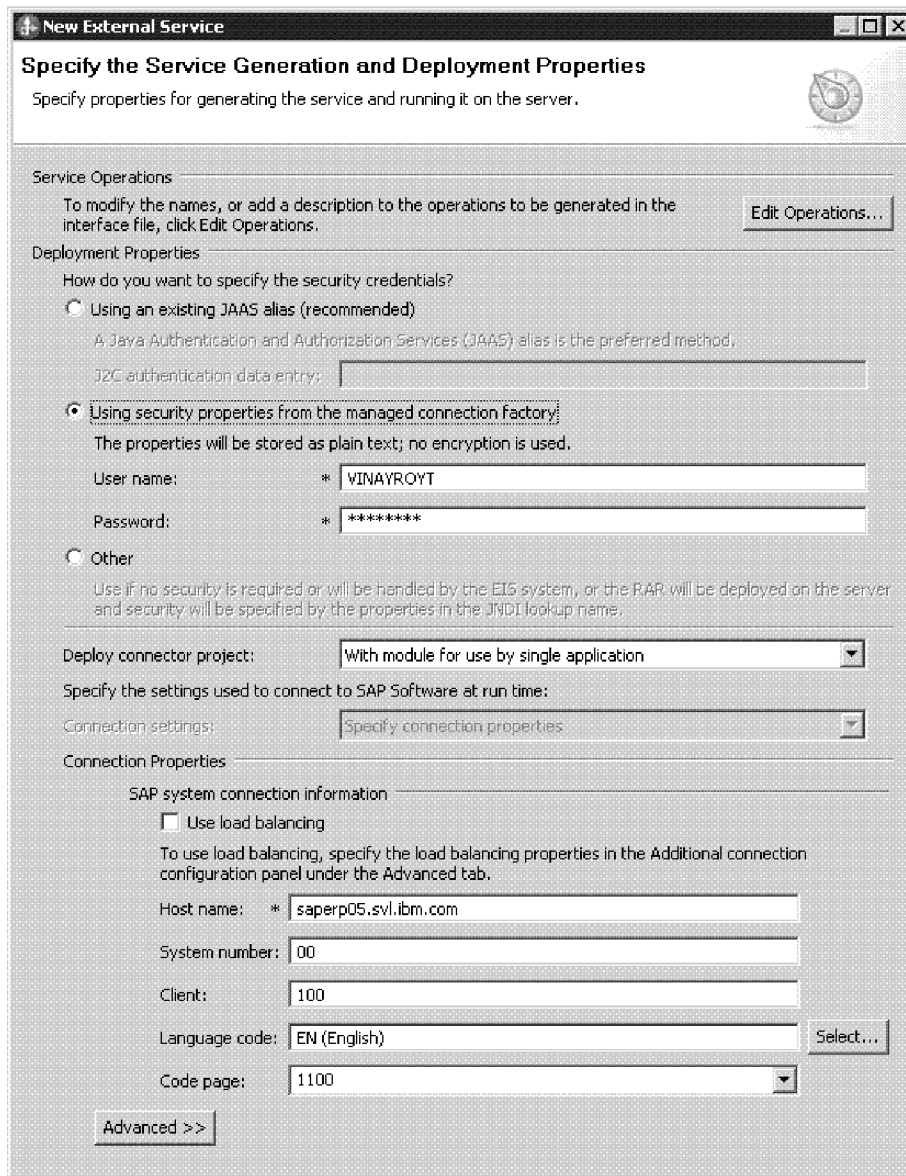 New External Service
Specify the Service Generation and Deployment Properties
Specify properties for generating the service and running it on the server.
Service Operations
To modify the names, or add a description to the operations to be generated in the
interface file, click Edit Operations.
Edit Operations...
Deployment Properties
How do you want to specify the security credentials?
Using an existing JAAS alias (recommended)
A Java Authentication and Authorization Services (JAAS) alias is the preferred method.
J2C authentication data entry:
Using security properties from the managed connection factory
The properties will be stored as plain text; no encryption is used.
User name: * VINAYROYT
Password: * ********
Other
Use if no security is required or will be handled by the EIS system, or the RAR will be deployed on the server
and security will be specified by the properties in the JNDI lookup name.
Deploy connector project: With module for use by single application
Specify the settings used to connect to SAP Software at run time:
Connection settings: Specify connection properties
Connection Properties
SAP system connection information
Use load balancing
To use load balancing, specify the load balancing properties in the Additional connection
configuration panel under the Advanced tab.
Host name: * saperp05.svl.ibm.com
System number: 00
Client: 100
Language code: EN (English) Select...
Code page: 1100
Advanced >>